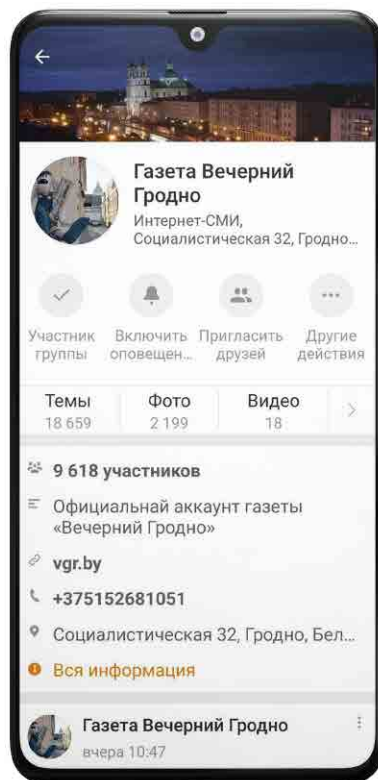 Газета Вечерний
Гродно
Интернет-СМИ,
Социалистическая 32, Гродно...
Участник
группы
Включить
оповещен...
Пригласить
друзей
Другие
действия
Темы
18 659
Фото
2 199
Видео
18
9 618 участников
Официальнай аккаунт газеты
«Вечерний Гродно»
vgr.by
+375152681051
Социалистическая 32, Гродно, Бел...
Вся информация
Газета Вечерний Гродно
вчера 10:47